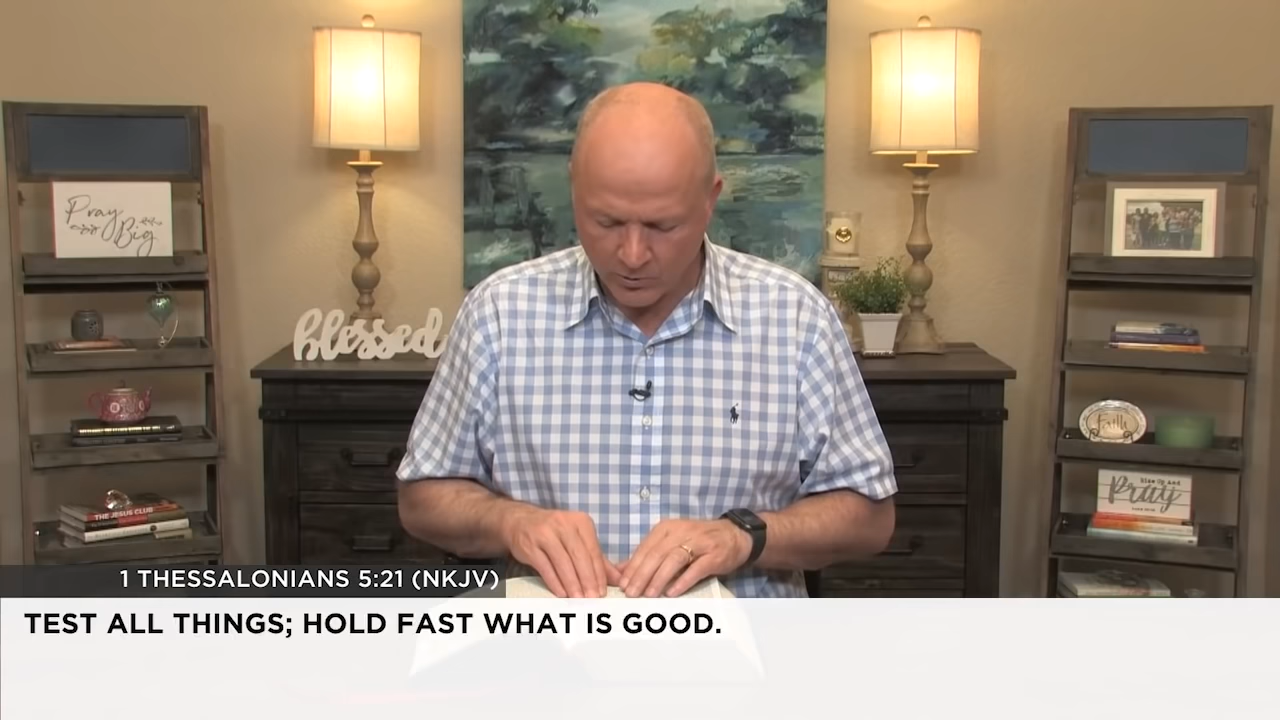 Pray
Big
blessed
THE JESUS CLUB
Faith
Rise Up And
Pray
1 THESSALONIANS 5:21 (NKJV)
TEST ALL THINGS; HOLD FAST WHAT IS GOOD.